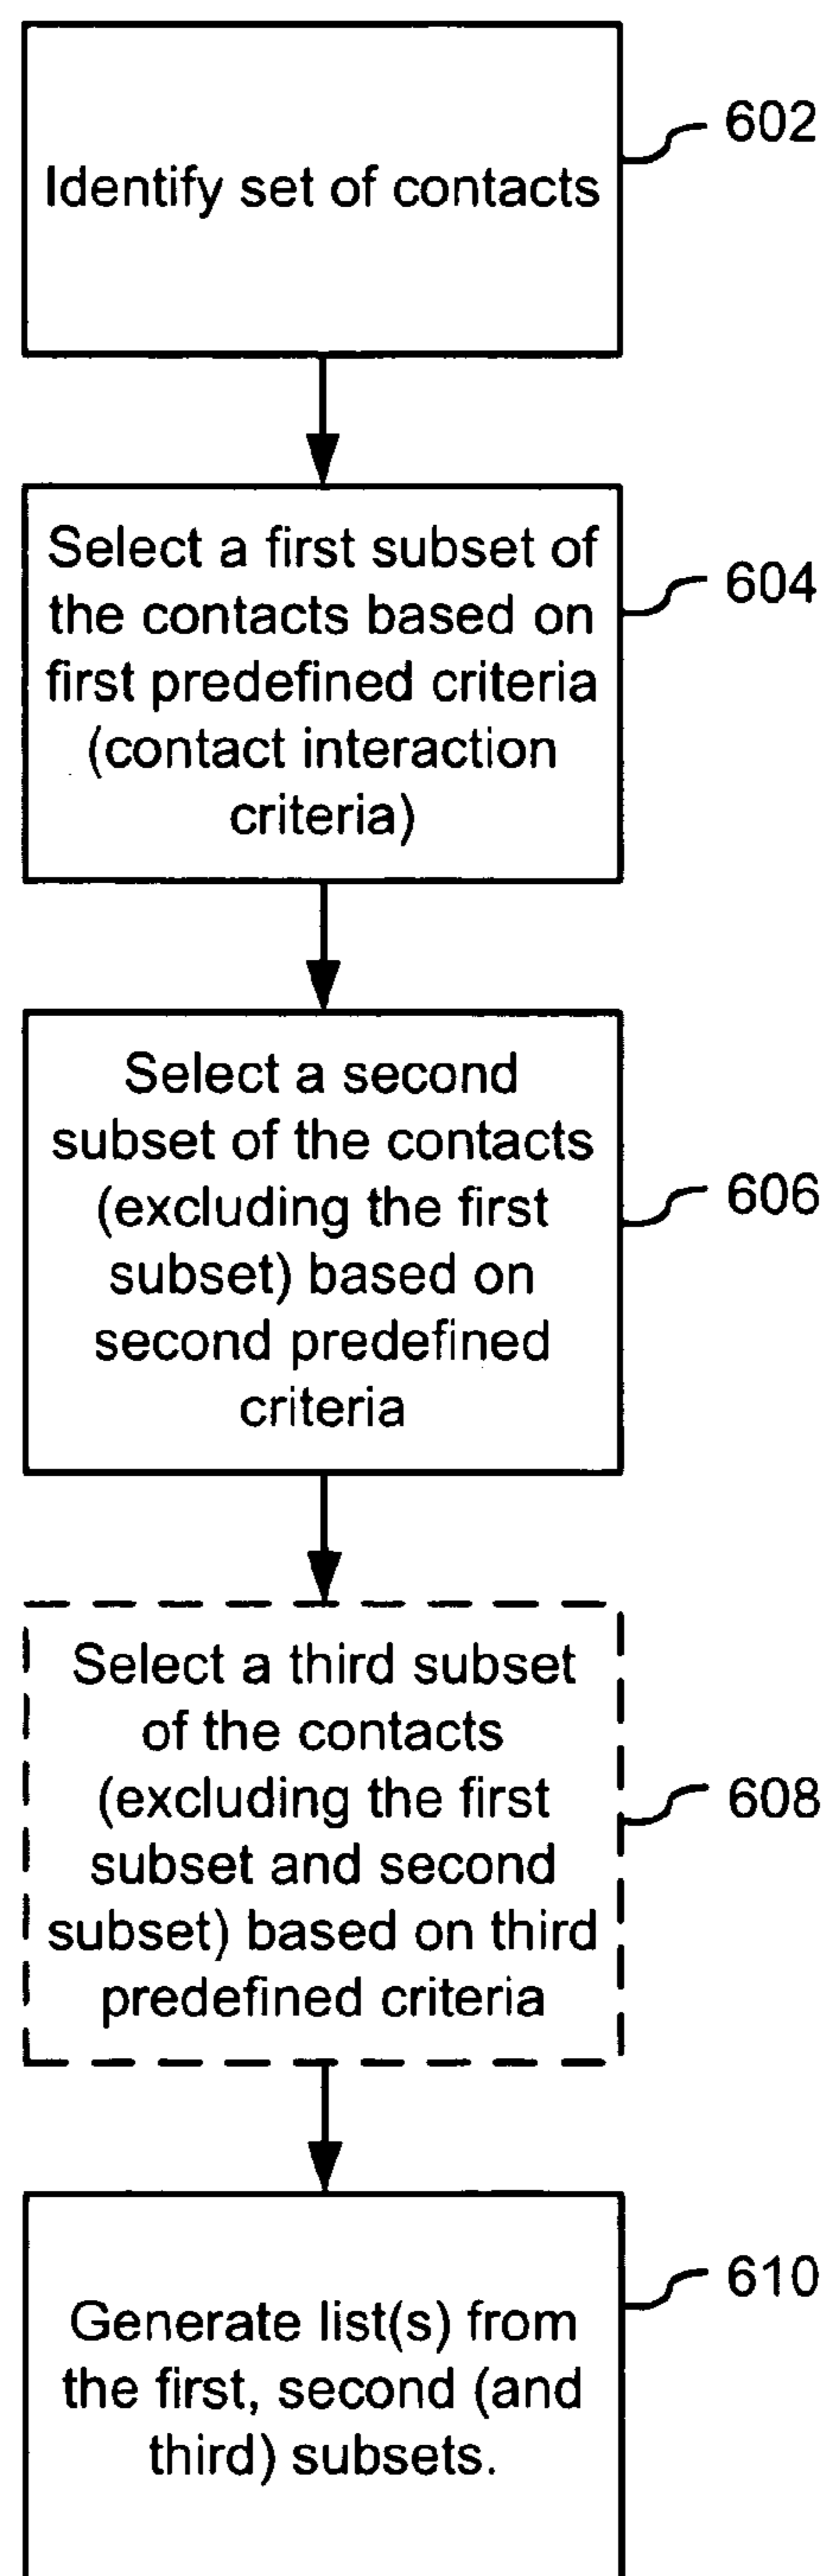 Identify set of contacts
602
Select a first subset of
the contacts based on
first predefined criteria
(contact interaction
criteria)
604
Select a second
subset of the contacts
(excluding the first
subset) based on
second predefined
criteria
606
Select a third subset
of the contacts
(excluding the first
subset and second
subset) based on third
predefined criteria
608
Generate list(s) from
the first, second (and
third) subsets.
610